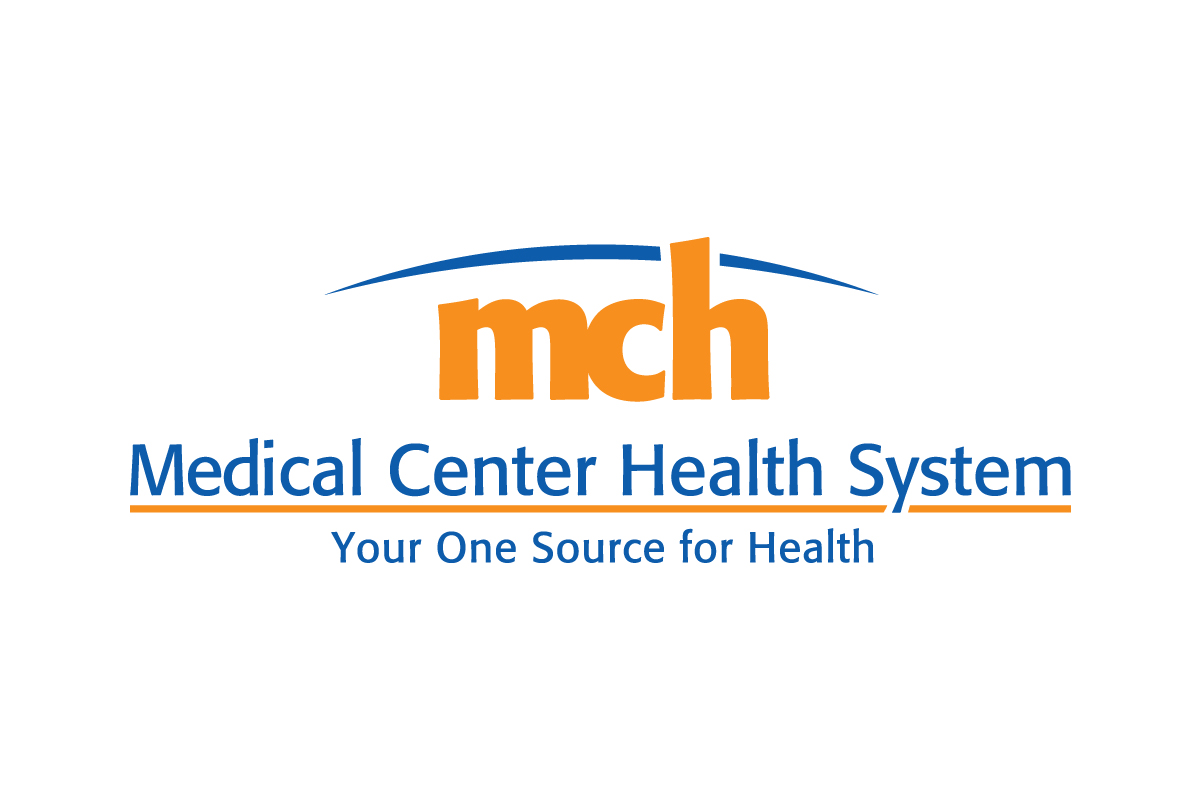 mch
Medical Center Health System
Your One Source for Health